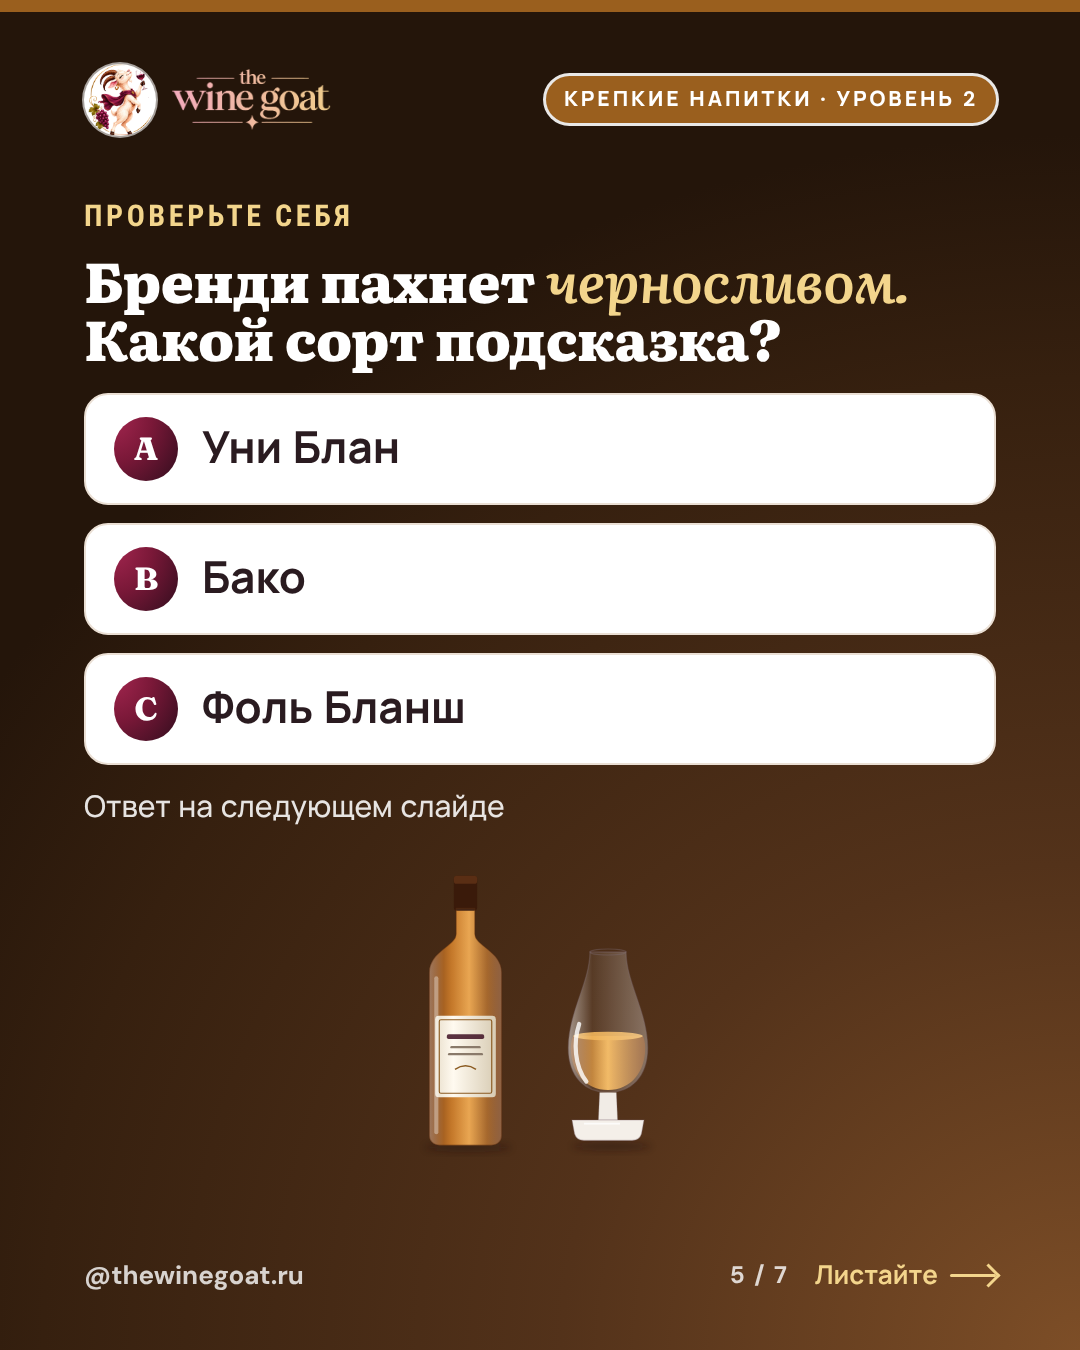 the
wine goat
КРЕПКИЕ НАПИТКИ · УРОВЕНЬ 2
ПРОВЕРЬТЕ СЕБЯ
Бренди пахнет черносливом.
Какой сорт подсказка?
A Уни Блан
B Бако
C Фоль Бланш
Ответ на следующем слайде
@thewinegoat.ru
5 / 7 Листайте